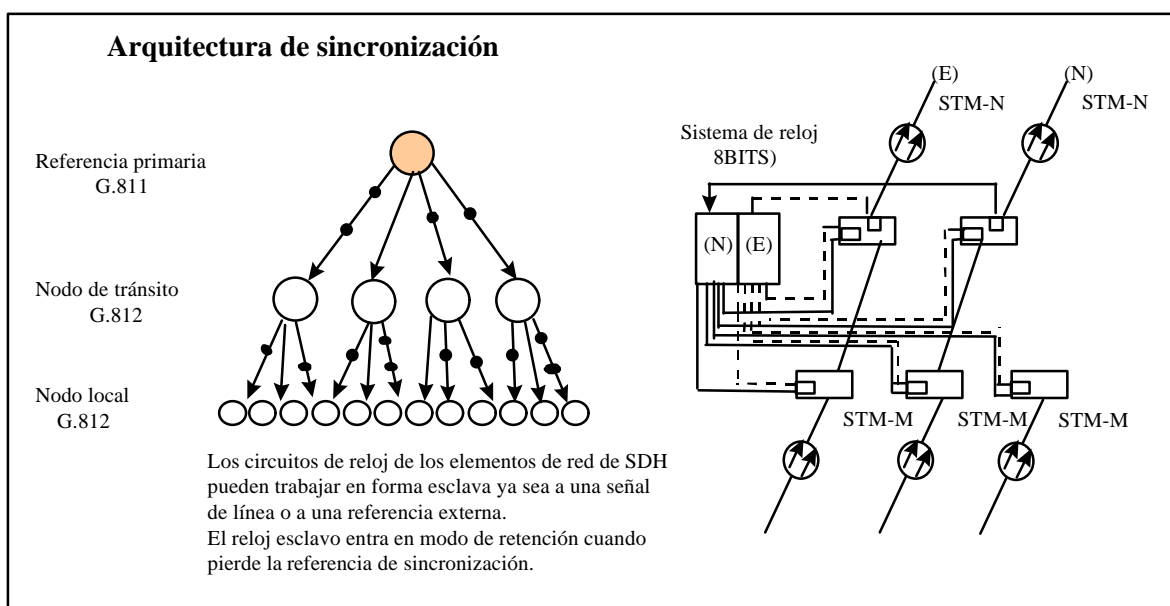 Arquitectura de sincronización
Referencia primaria
G.811
Nodo de tránsito
G.812
Nodo local
G.812
Los circuitos de reloj de los elementos de red de SDH
pueden trabajar en forma esclava ya sea a una señal
de línea o a una referencia externa.
El reloj esclavo entra en modo de retención cuando
pierde la referencia de sincronización.
(E)
STM-N
(N)
STM-N
Sistema de reloj
8BITS)
(N)
(E)
STM-M
STM-M
STM-M